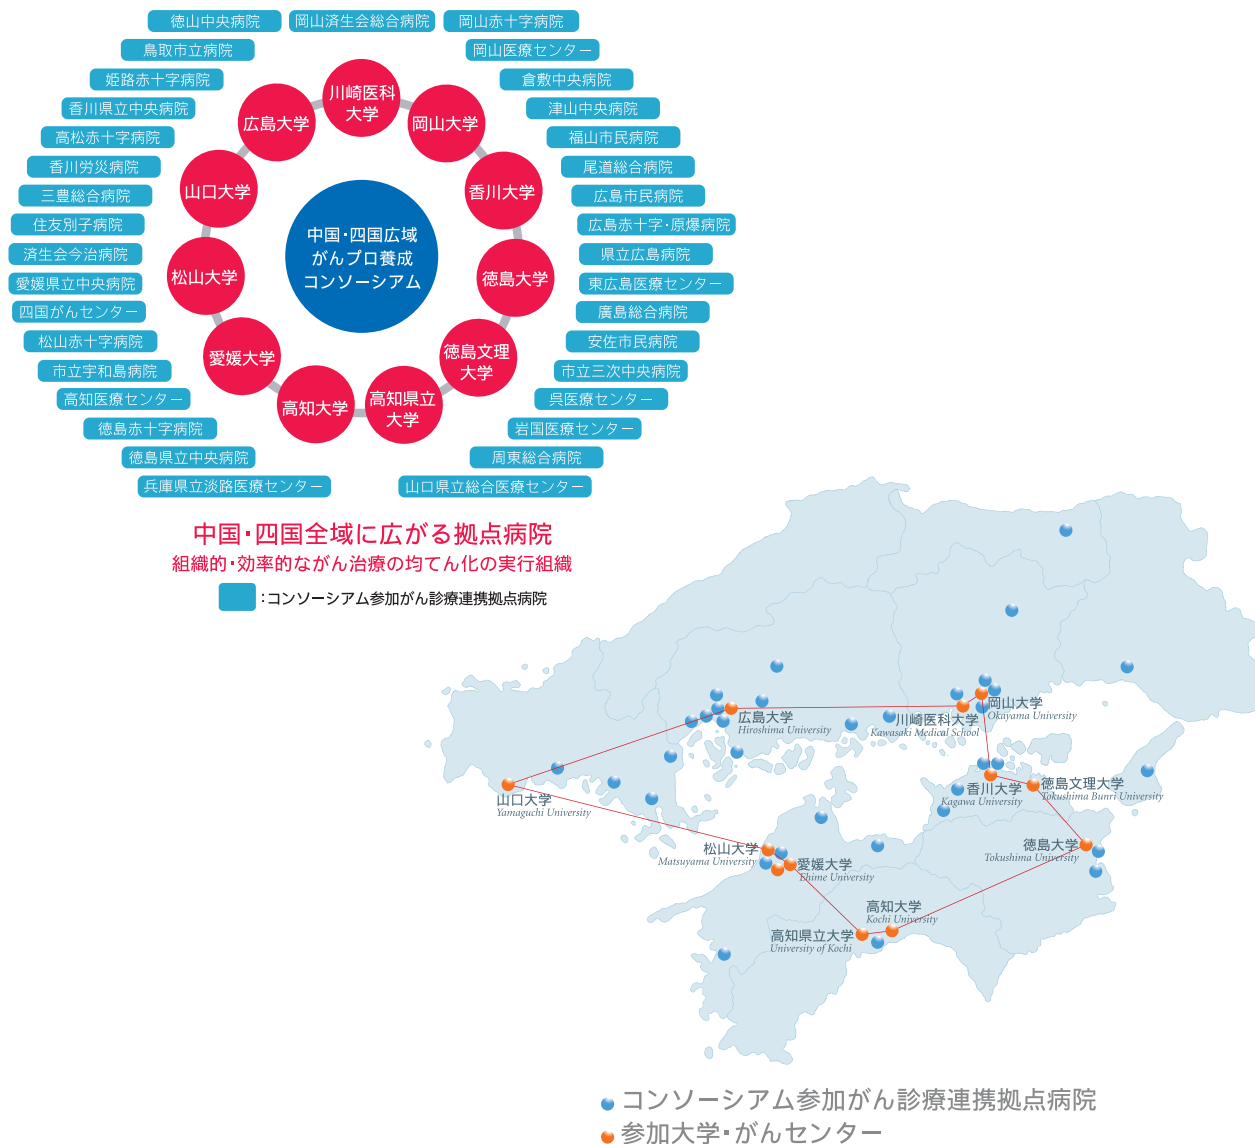 徳山中央病院
岡山済生会総合病院
岡山赤十字病院
鳥取市立病院
岡山医療センター
姫路赤十字病院
倉敷中央病院
香川県立中央病院
津山中央病院
高松赤十字病院
福山市民病院
香川労災病院
尾道総合病院
三豊総合病院
広島市民病院
住友別子病院
広島赤十字・原爆病院
済生会今治病院
県立広島病院
愛媛県立中央病院
東広島医療センター
四国がんセンター
廣島総合病院
松山赤十字病院
安佐市民病院
市立宇和島病院
市立三次中央病院
高知医療センター
呉医療センター
徳島赤十字病院
岩国医療センター
徳島県立中央病院
周東総合病院
兵庫県立淡路医療センター
山口県立総合医療センター
川崎医科
大学
広島大学
岡山大学
山口大学
香川大学
松山大学
徳島大学
愛媛大学
徳島文理
大学
高知大学
高知県立
大学
中国・四国広域
がんプロ養成
コンソーシアム
中国・四国全域に広がる拠点病院
組織的・効率的ながん治療の均てん化の実行組織
:コンソーシアム参加がん診療連携拠点病院
岡山大学
Okayama University
広島大学
Hiroshima University
川崎医科大学
Kawasaki Medical School
山口大学
Yamaguchi University
香川大学
Kagawa University
徳島文理大学
Tokushima Bunri University
松山大学
Matsuyama University
徳島大学
Tokushima University
愛媛大学
Ehime University
高知大学
Kochi University
高知県立大学
University of Kochi
コンソーシアム参加がん診療連携拠点病院
参加大学・がんセンター